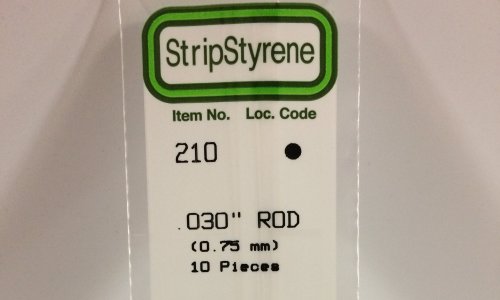 StripStyrene
Item No. Loc. Code
210 ●
.030" ROD
(0.75 mm)
10 Pieces